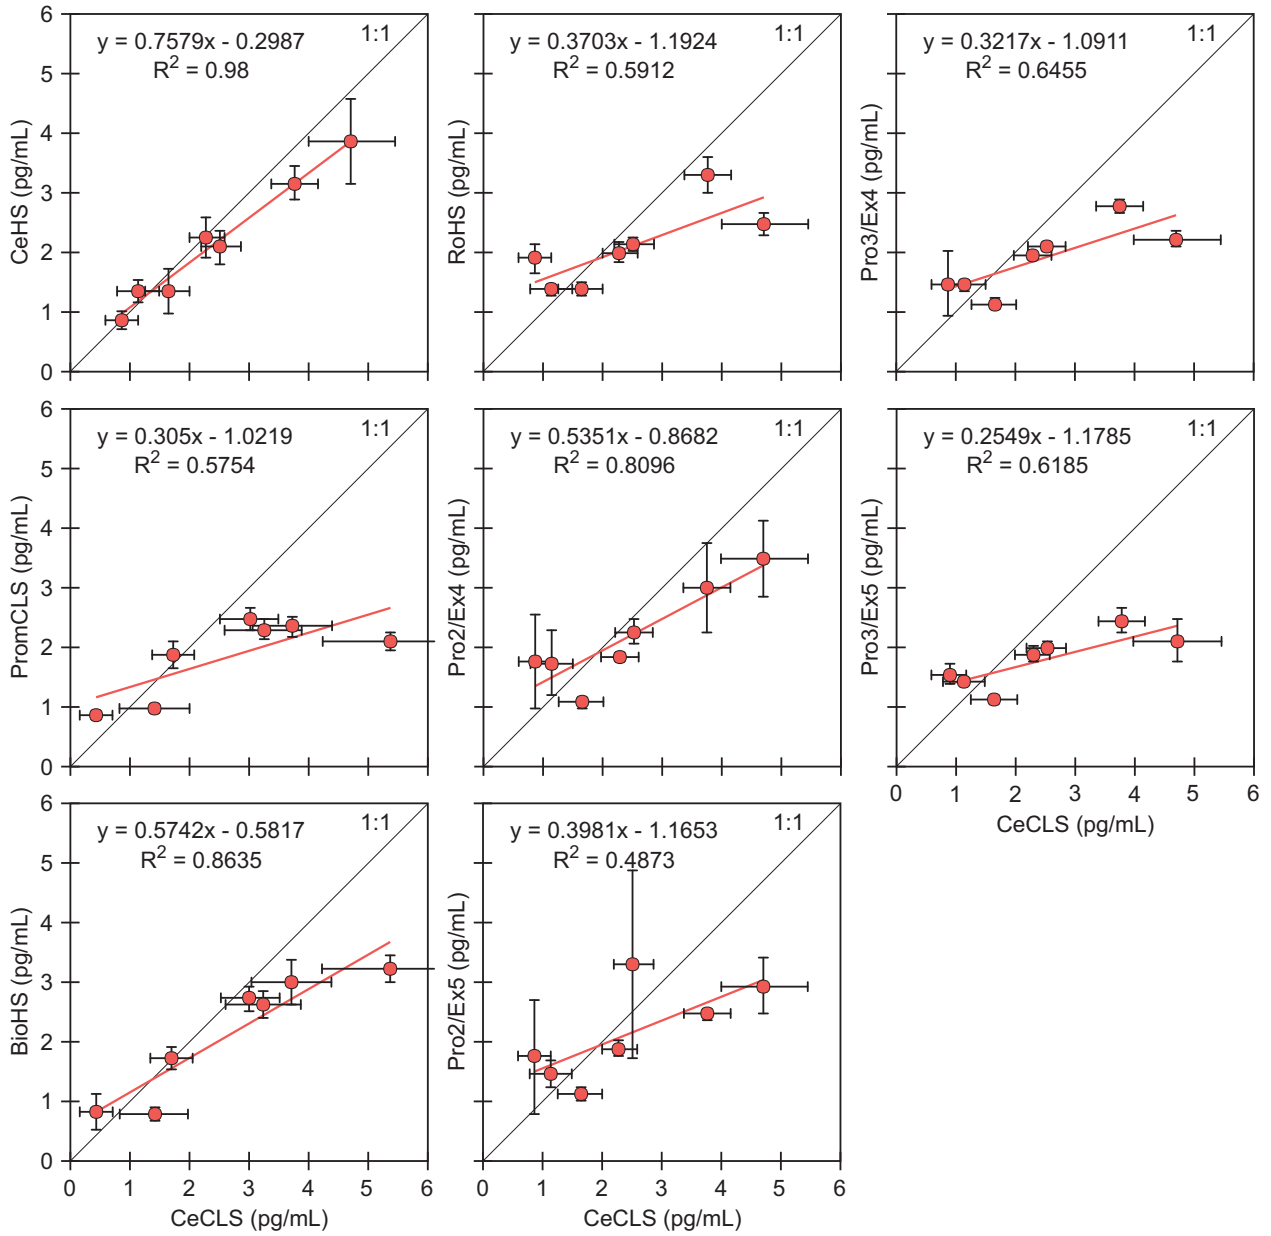 y = 0.7579x - 0.2987
R2 = 0.98
1:1
CeHS (pg/mL)
6
5
4
3
2
1
0
0 1 2 3 4 5 6
y = 0.3703x - 1.1924
R2 = 0.5912
1:1
RoHS (pg/mL)
y = 0.3217x - 1.0911
R2 = 0.6455
1:1
Pro3/Ex4 (pg/mL)
y = 0.305x - 1.0219
R2 = 0.5754
1:1
PromCLS (pg/mL)
6
5
4
3
2
1
0
y = 0.5351x - 0.8682
R2 = 0.8096
1:1
Pro2/Ex4 (pg/mL)
y = 0.2549x - 1.1785
R2 = 0.6185
1:1
Pro3/Ex5 (pg/mL)
0 1 2 3 4 5 6
CeCLS (pg/mL)
y = 0.5742x - 0.5817
R2 = 0.8635
1:1
BioHS (pg/mL)
6
5
4
3
2
1
0
0 1 2 3 4 5 6
CeCLS (pg/mL)
y = 0.3981x - 1.1653
R2 = 0.4873
1:1
Pro2/Ex5 (pg/mL)
0 1 2 3 4 5 6
CeCLS (pg/mL)